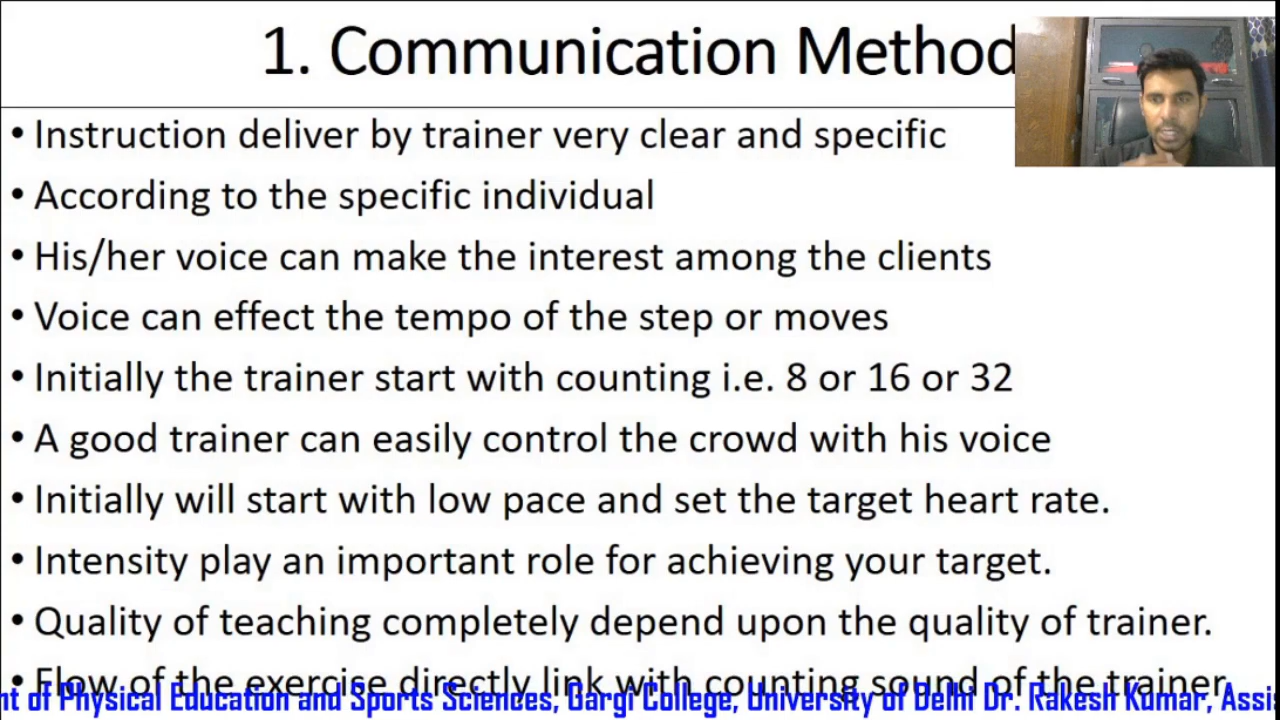 1. Communication Method
• Instruction deliver by trainer very clear and specific
• According to the specific individual
• His/her voice can make the interest among the clients
• Voice can effect the tempo of the step or moves
• Initially the trainer start with counting i.e. 8 or 16 or 32
• A good trainer can easily control the crowd with his voice
• Initially will start with low pace and set the target heart rate.
• Intensity play an important role for achieving your target.
• Quality of teaching completely depend upon the quality of trainer.
• Flow of the exercise directly link with counting sound of the trainer.
nt of Physical Education and Sports Sciences, Gargi College, University of Delhi Dr. Rakesh Kumar, Assi